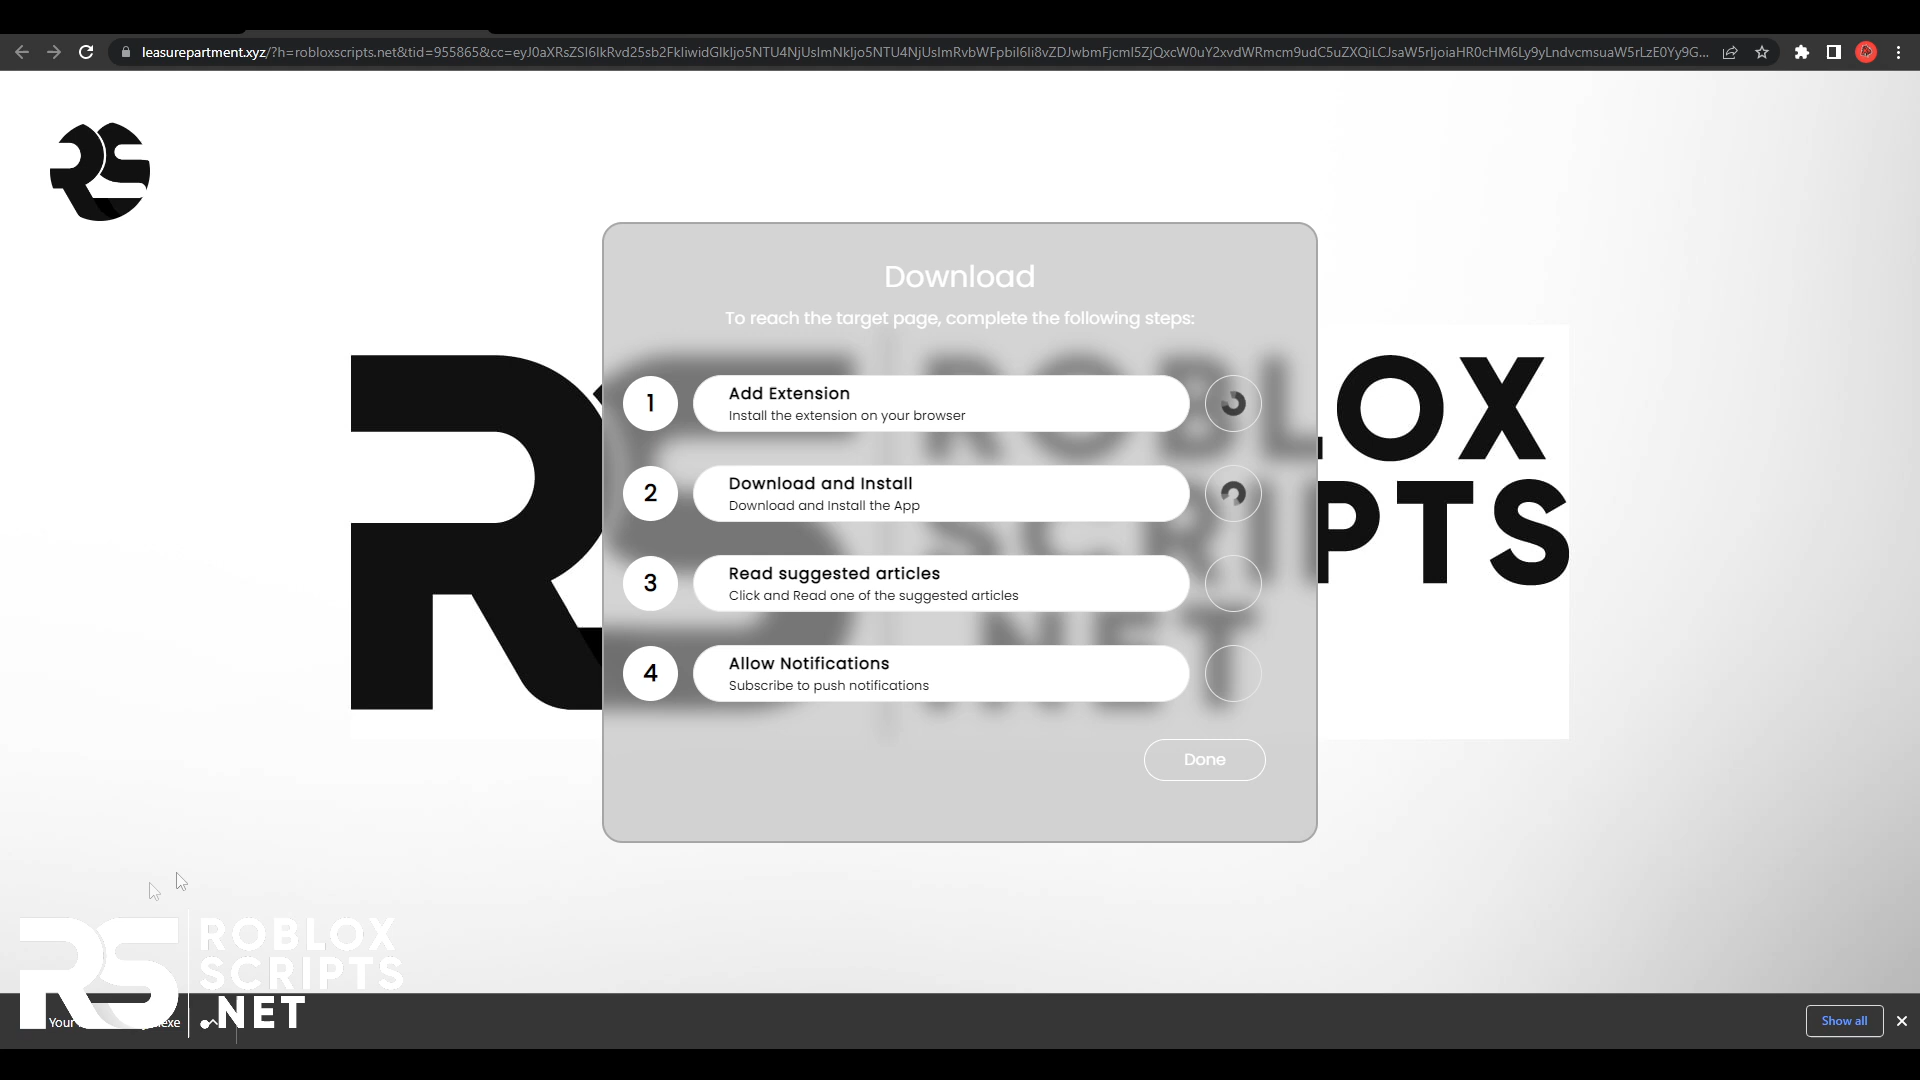 leasurepartment.xyz/?h=robloxscripts.net&tid=955865&cc=
RS
Download
To reach the target page, complete the following steps:
1
Add Extension
Install the extension on your browser
2
Download and Install
Download and Install the App
3
Read suggested articles
Click and Read one of the suggested articles
4
Allow Notifications
Subscribe to push notifications
Done
RS
ROBLOX
SCRIPTS
.NET
Your
Show all